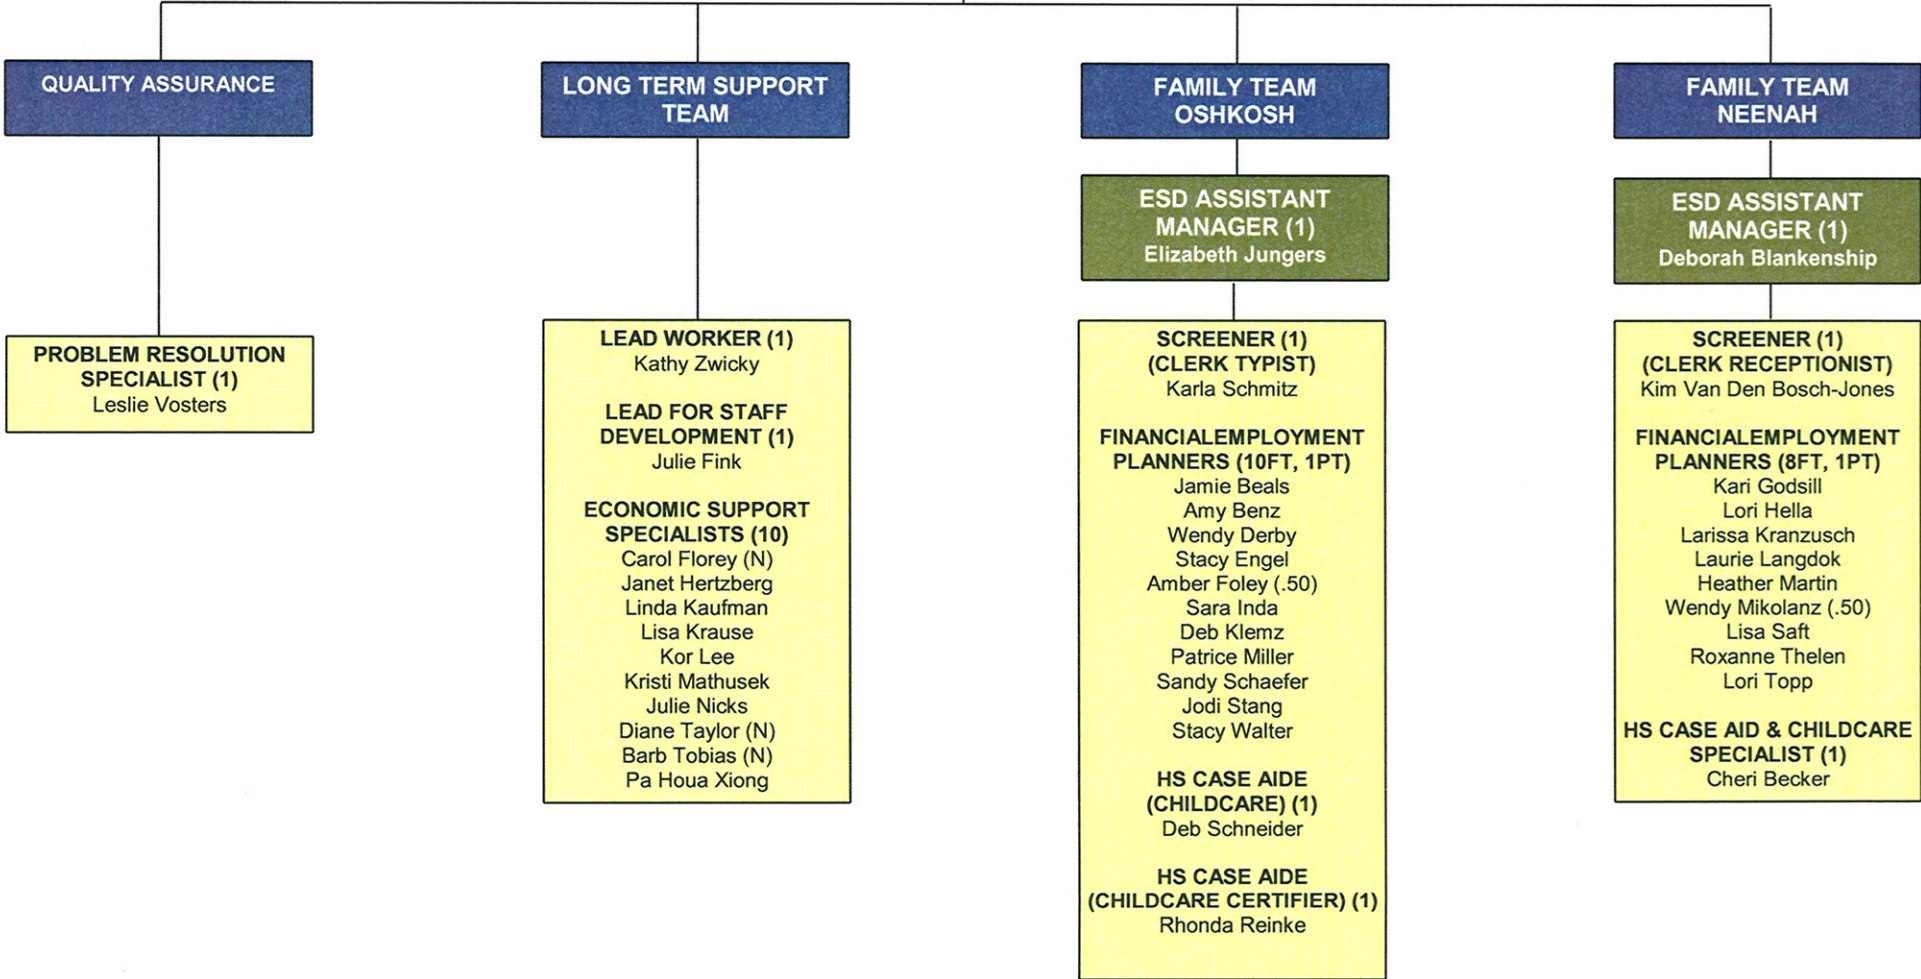 QUALITY ASSURANCE
PROBLEM RESOLUTION
SPECIALIST (1)
Leslie Vosters
LONG TERM SUPPORT
TEAM
LEAD WORKER (1)
Kathy Zwicky
LEAD FOR STAFF
DEVELOPMENT (1)
Julie Fink
ECONOMIC SUPPORT
SPECIALISTS (10)
Carol Florey (N)
Janet Hertzberg
Linda Kaufman
Lisa Krause
Kor Lee
Kristi Mathusek
Julie Nicks
Diane Taylor (N)
Barb Tobias (N)
Pa Houa Xiong
FAMILY TEAM
OSHKOSH
ESD ASSISTANT
MANAGER (1)
Elizabeth Jungers
SCREENER (1)
(CLERK TYPIST)
Karla Schmitz
FINANCIALEMPLOYMENT
PLANNERS (10FT, 1PT)
Jamie Beals
Amy Benz
Wendy Derby
Stacy Engel
Amber Foley (.50)
Sara Inda
Deb Klemz
Patrice Miller
Sandy Schaefer
Jodi Stang
Stacy Walter
HS CASE AIDE
(CHILDCARE) (1)
Deb Schneider
HS CASE AIDE
(CHILDCARE CERTIFIER) (1)
Rhonda Reinke
FAMILY TEAM
NEENAH
ESD ASSISTANT
MANAGER (1)
Deborah Blankenship
SCREENER (1)
(CLERK RECEPTIONIST)
Kim Van Den Bosch-Jones
FINANCIALEMPLOYMENT
PLANNERS (8FT, 1PT)
Kari Godsill
Lori Hella
Larissa Kranzusch
Laurie Langdok
Heather Martin
Wendy Mikolanz (.50)
Lisa Saft
Roxanne Thelen
Lori Topp
HS CASE AID & CHILDCARE
SPECIALIST (1)
Cheri Becker